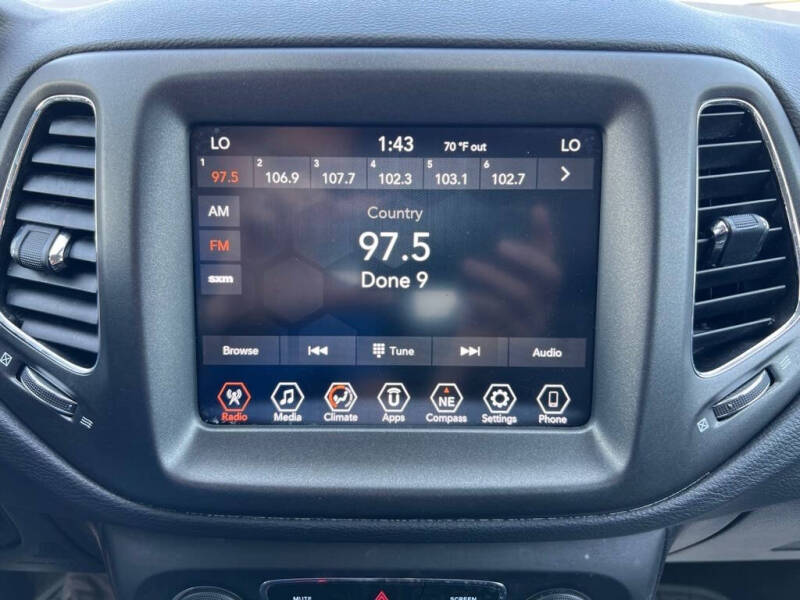 LO 1:43 70 °F out LO
1 97.5 2 106.9 3 107.7 4 102.3 5 103.1 6 102.7 >
AM
Country
FM
97.5
Done 9
sxm
Browse Tune Audio
Radio Media Climate U Apps NE Compass Settings Phone
MUTE SCREEN